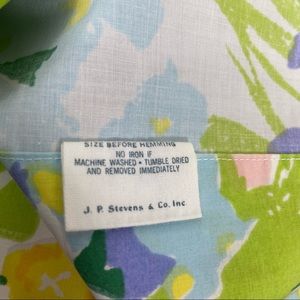 SIZE BEFORE HEMMING
NO IRON IF
MACHINE WASHED • TUMBLE DRIED
AND REMOVED IMMEDIATELY
J. P. Stevens & Co. Inc